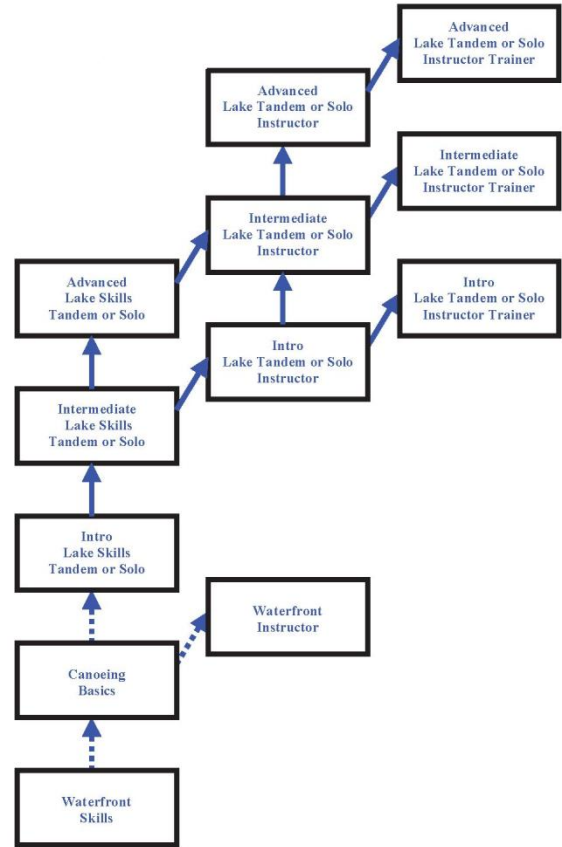 Advanced
Lake Tandem or Solo
Instructor Trainer
Advanced
Lake Tandem or Solo
Instructor
Intermediate
Lake Tandem or Solo
Instructor Trainer
Intermediate
Lake Tandem or Solo
Instructor
Advanced
Lake Skills
Tandem or Solo
Intro
Lake Tandem or Solo
Instructor Trainer
Intro
Lake Tandem or Solo
Instructor
Intermediate
Lake Skills
Tandem or Solo
Intro
Lake Skills
Tandem or Solo
Waterfront
Instructor
Canoeing
Basics
Waterfront
Skills